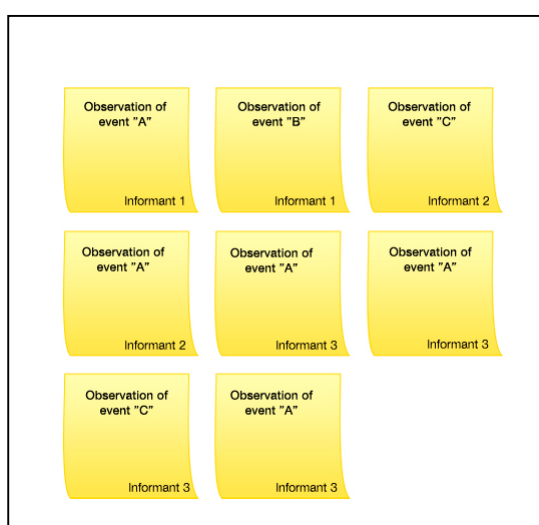 Observation of
event "A"
Informant 1
Observation of
event "B"
Informant 1
Observation of
event "C"
Informant 2
Observation of
event "A"
Informant 2
Observation of
event "A"
Informant 3
Observation of
event "A"
Informant 3
Observation of
event "C"
Informant 3
Observation of
event "A"
Informant 3